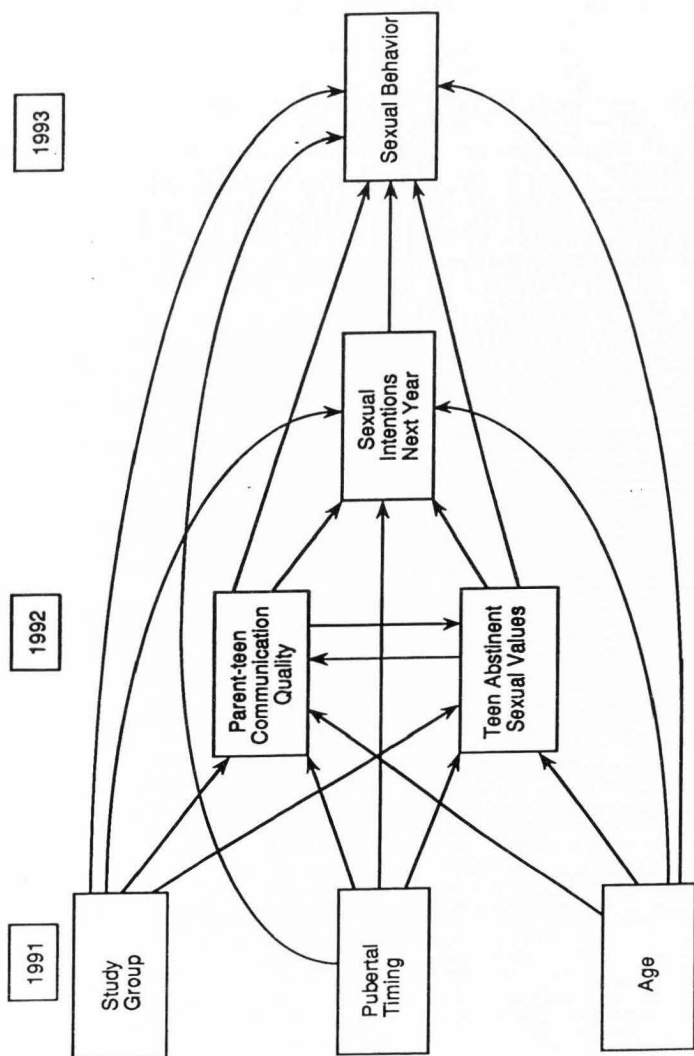 1991
1992
1993
Study
Group
Pubertal
Timing
Age
Parent-teen
Communication
Quality
Teen Abstinent
Sexual Values
Sexual
Intentions
Next Year
Sexual Behavior